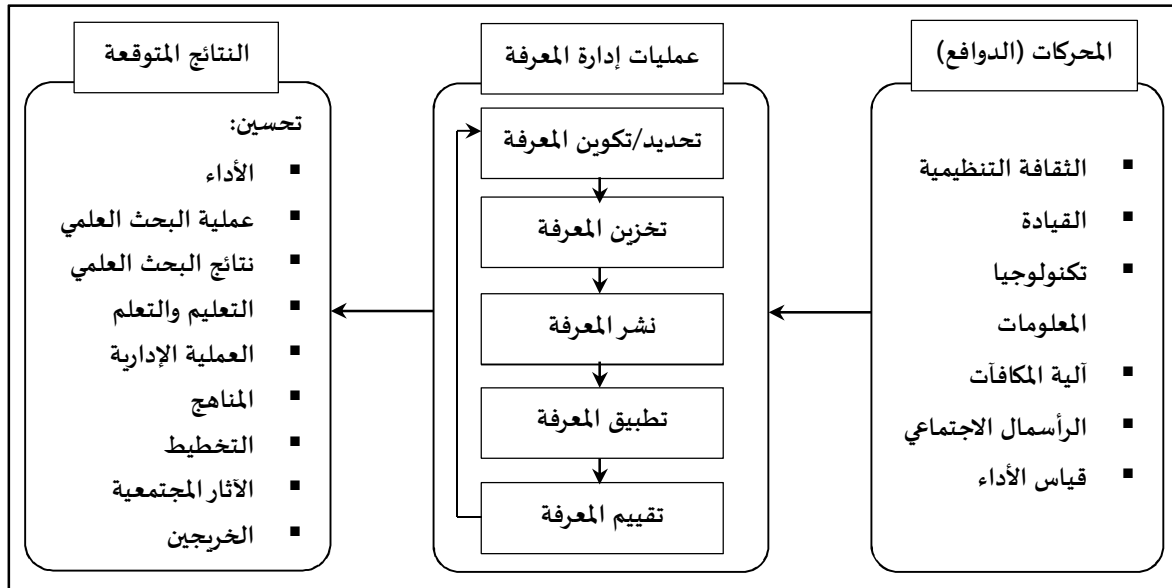 المحركات (الدوافع)
الثقافة التنظيمية
القيادة
تكنولوجيا
المعلومات
آلية المكافآت
الرأسمال الاجتماعي
قياس الأداء
عمليات إدارة المعرفة
تحديد/تكوين المعرفة
تخزين المعرفة
نشر المعرفة
تطبيق المعرفة
تقييم المعرفة
النتائج المتوقعة
تحسين:
الأداء
عملية البحث العلمي
نتائج البحث العلمي
التعليم والتعلم
العملية الإدارية
المناهج
التخطيط
الآثار المجتمعية
الخريجين